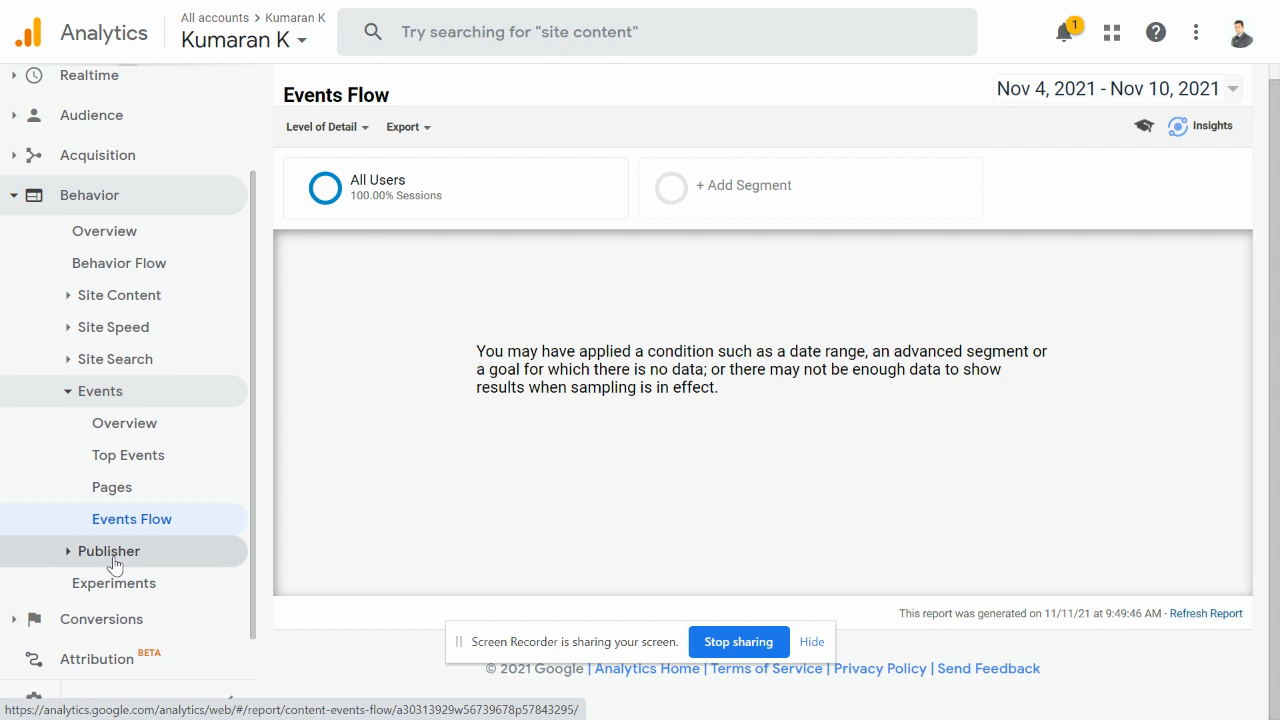 Analytics
All accounts > Kumaran K
Kumaran K
Try searching for "site content"
1
Realtime
Audience
Acquisition
Behavior
Overview
Behavior Flow
Site Content
Site Speed
Site Search
Events
Overview
Top Events
Pages
Events Flow
Publisher
Experiments
Conversions
Attribution BETA
Events Flow
Nov 4, 2021 - Nov 10, 2021
Level of Detail
Export
Insights
All Users
100.00% Sessions
+ Add Segment
You may have applied a condition such as a date range, an advanced segment or
a goal for which there is no data; or there may not be enough data to show
results when sampling is in effect.
This report was generated on 11/11/21 at 9:49:46 AM - Refresh Report
Screen Recorder is sharing your screen.
Stop sharing
Hide
© 2021 Google | Analytics Home | Terms of Service | Privacy Policy | Send Feedback
https://analytics.google.com/analytics/web/#/report/content-events-flow/a30313929w56739678p57843295/